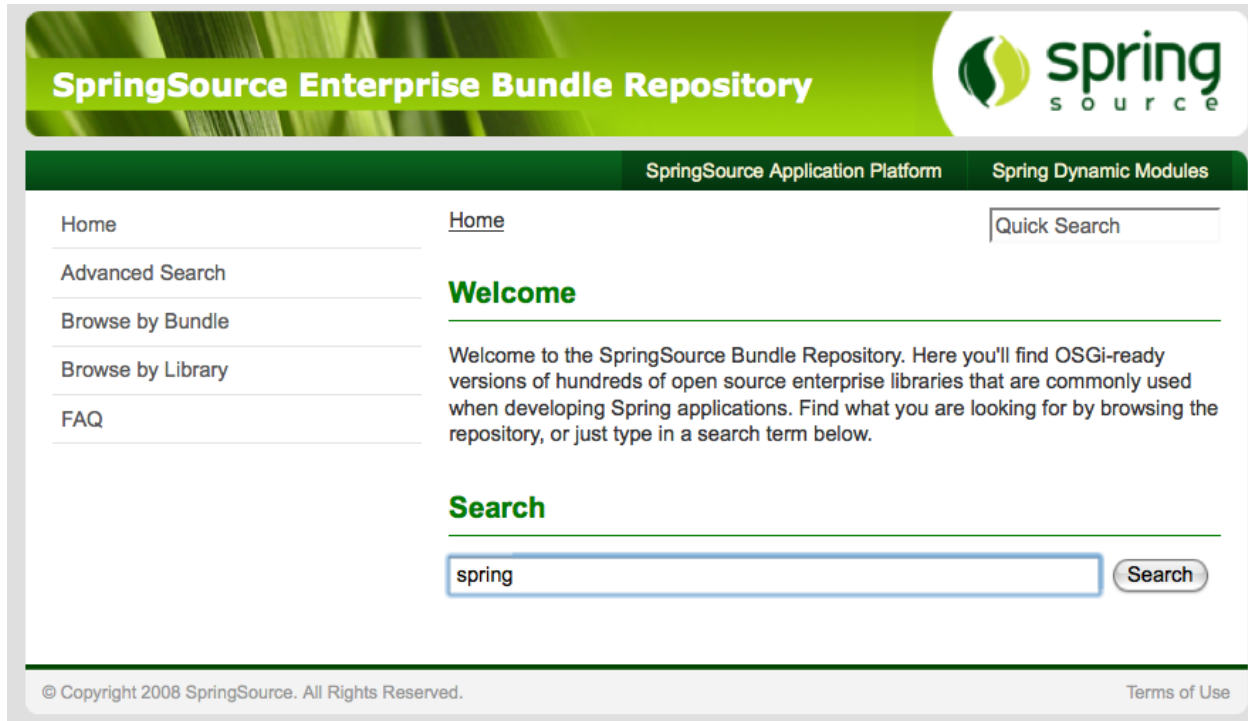 SpringSource Enterprise Bundle Repository
spring
source
SpringSource Application Platform
Spring Dynamic Modules
Home
Advanced Search
Browse by Bundle
Browse by Library
FAQ
Home
Quick Search
Welcome
Welcome to the SpringSource Bundle Repository. Here you'll find OSGi-ready
versions of hundreds of open source enterprise libraries that are commonly used
when developing Spring applications. Find what you are looking for by browsing the
repository, or just type in a search term below.
Search
spring
Search
© Copyright 2008 SpringSource. All Rights Reserved.
Terms of Use